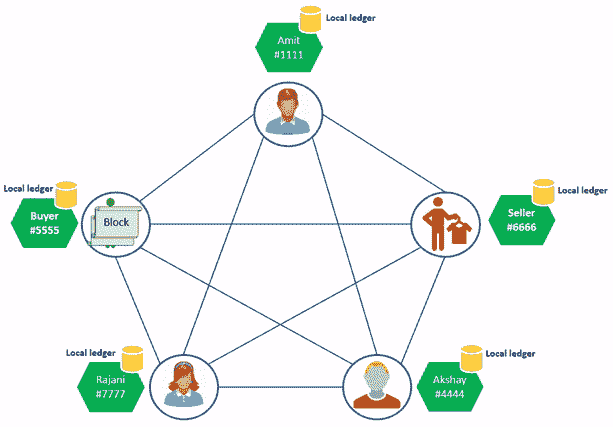 Local ledger
Amit
#1111
Local ledger
Buyer
#5555
Block
Local ledger
Seller
#6666
Local ledger
Rajani
#7777
Local ledger
Akshay
#4444